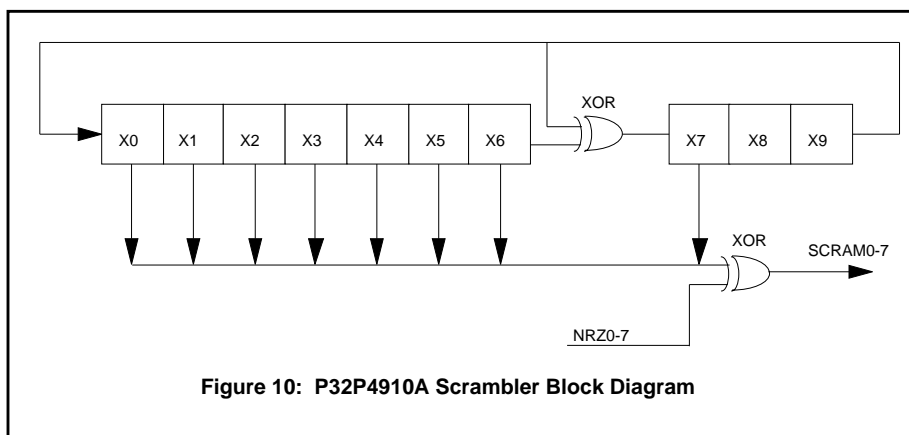 XOR
X0 X1 X2 X3 X4 X5 X6 X7 X8 X9
XOR
SCRAM0-7
NRZ0-7
Figure 10: P32P4910A Scrambler Block Diagram